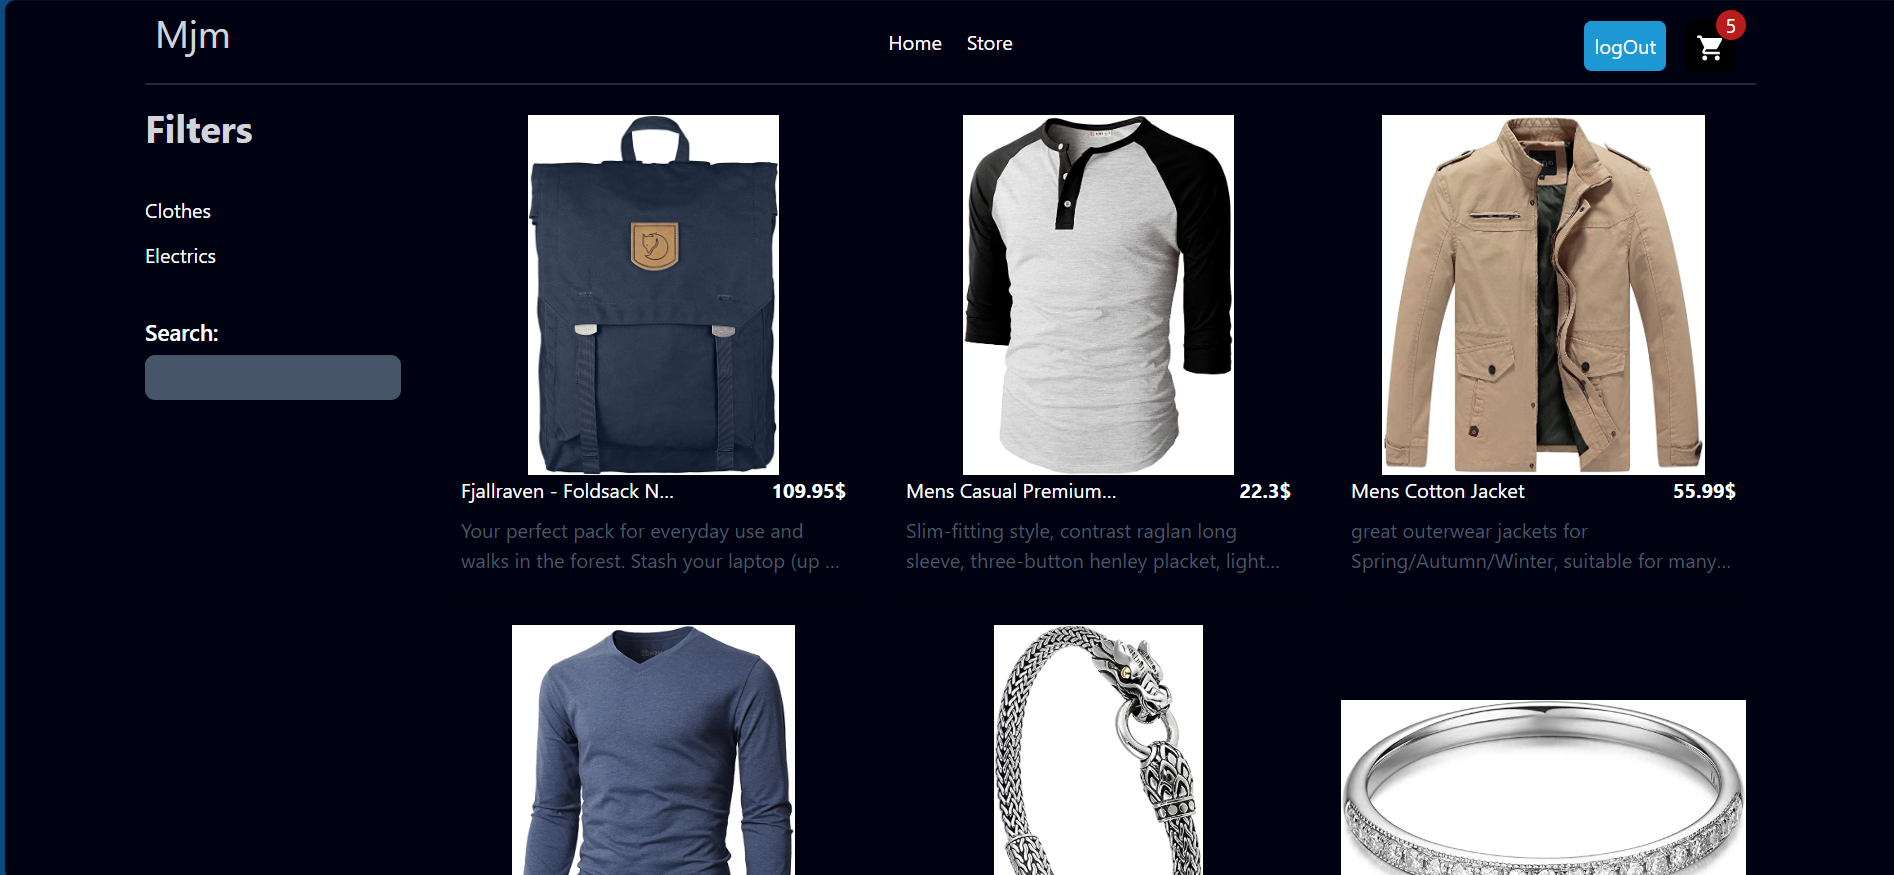 Mjm
Home Store
logOut
5
Filters
Clothes
Electrics
Search:
Fjallraven - Foldsack N... 109.95$
Your perfect pack for everyday use and
walks in the forest. Stash your laptop (up ...
Mens Casual Premium... 22.3$
Slim-fitting style, contrast raglan long
sleeve, three-button henley placket, light...
Mens Cotton Jacket 55.99$
great outerwear jackets for
Spring/Autumn/Winter, suitable for many...